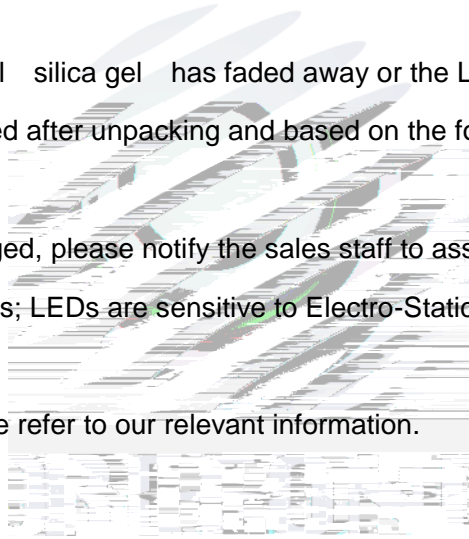 l silica gel has faded away or the L
ed after unpacking and based on the fo
ged, please notify the sales staff to ass
s; LEDs are sensitive to Electro-Static
e refer to our relevant information.